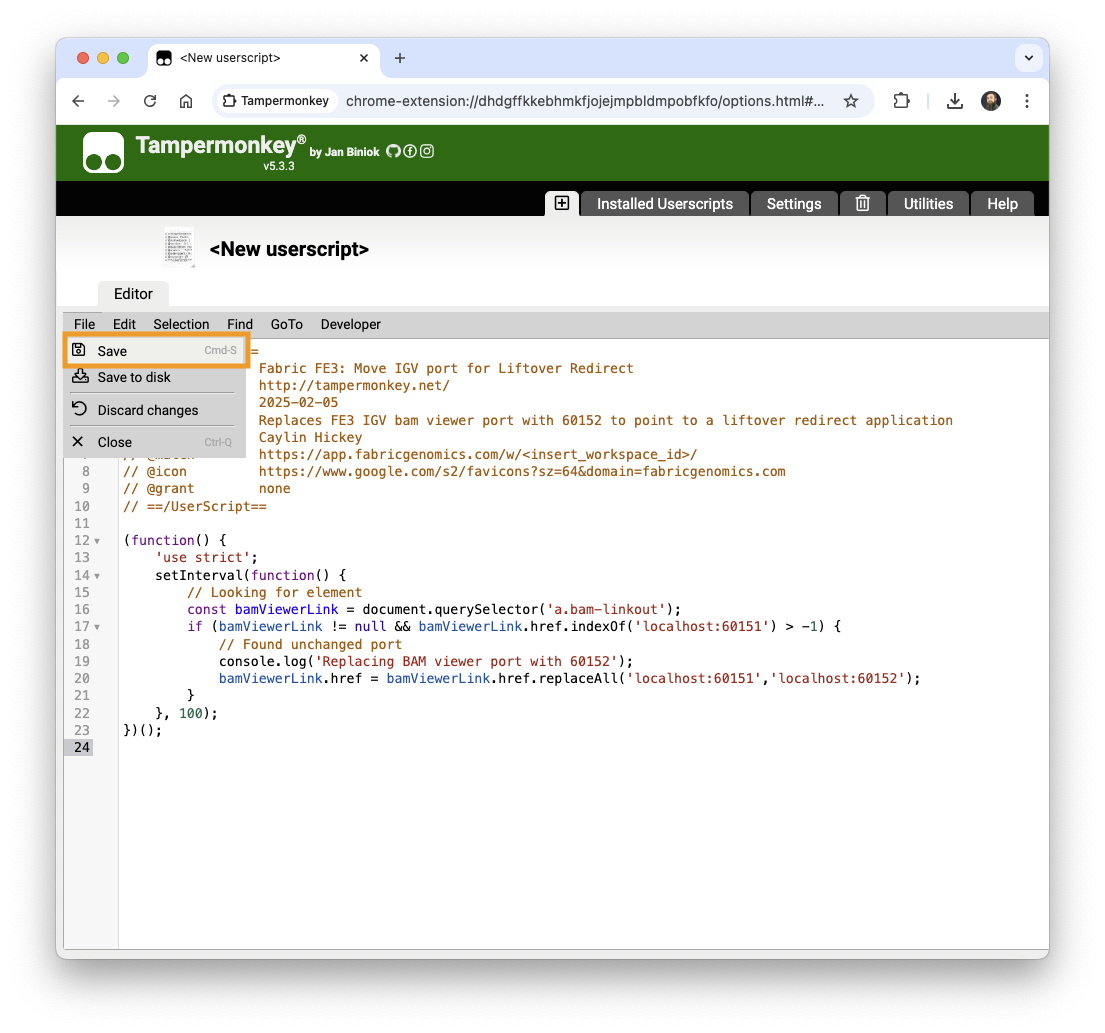 <New userscript>
Tampermonkey chrome-extension://dhdgffkkebhmkfjojejmpbldmpobfkfo/options.html#...
Tampermonkey® by Jan Biniok
v5.3.3
Installed Userscripts Settings Utilities Help
<New userscript>
Editor
File Edit Selection Find GoTo Developer
Save Cmd-S =
Fabric FE3: Move IGV port for Liftover Redirect
Save to disk http://tampermonkey.net/
2025-02-05
Discard changes Replaces FE3 IGV bam viewer port with 60152 to point to a liftover redirect application
Caylin Hickey
Close Ctrl-Q
https://app.fabricgenomics.com/w/<insert_workspace_id>/
8 // @icon https://www.google.com/s2/favicons?sz=64&domain=fabricgenomics.com
9 // @grant none
10 // ==/UserScript==
11
12 (function() {
13 'use strict';
14 setInterval(function() {
15 // Looking for element
16 const bamViewerLink = document.querySelector('a.bam-linkout');
17 if (bamViewerLink != null && bamViewerLink.href.indexOf('localhost:60151') > -1) {
18 // Found unchanged port
19 console.log('Replacing BAM viewer port with 60152');
20 bamViewerLink.href = bamViewerLink.href.replaceAll('localhost:60151','localhost:60152');
21 }
22 }, 100);
23 })();
24